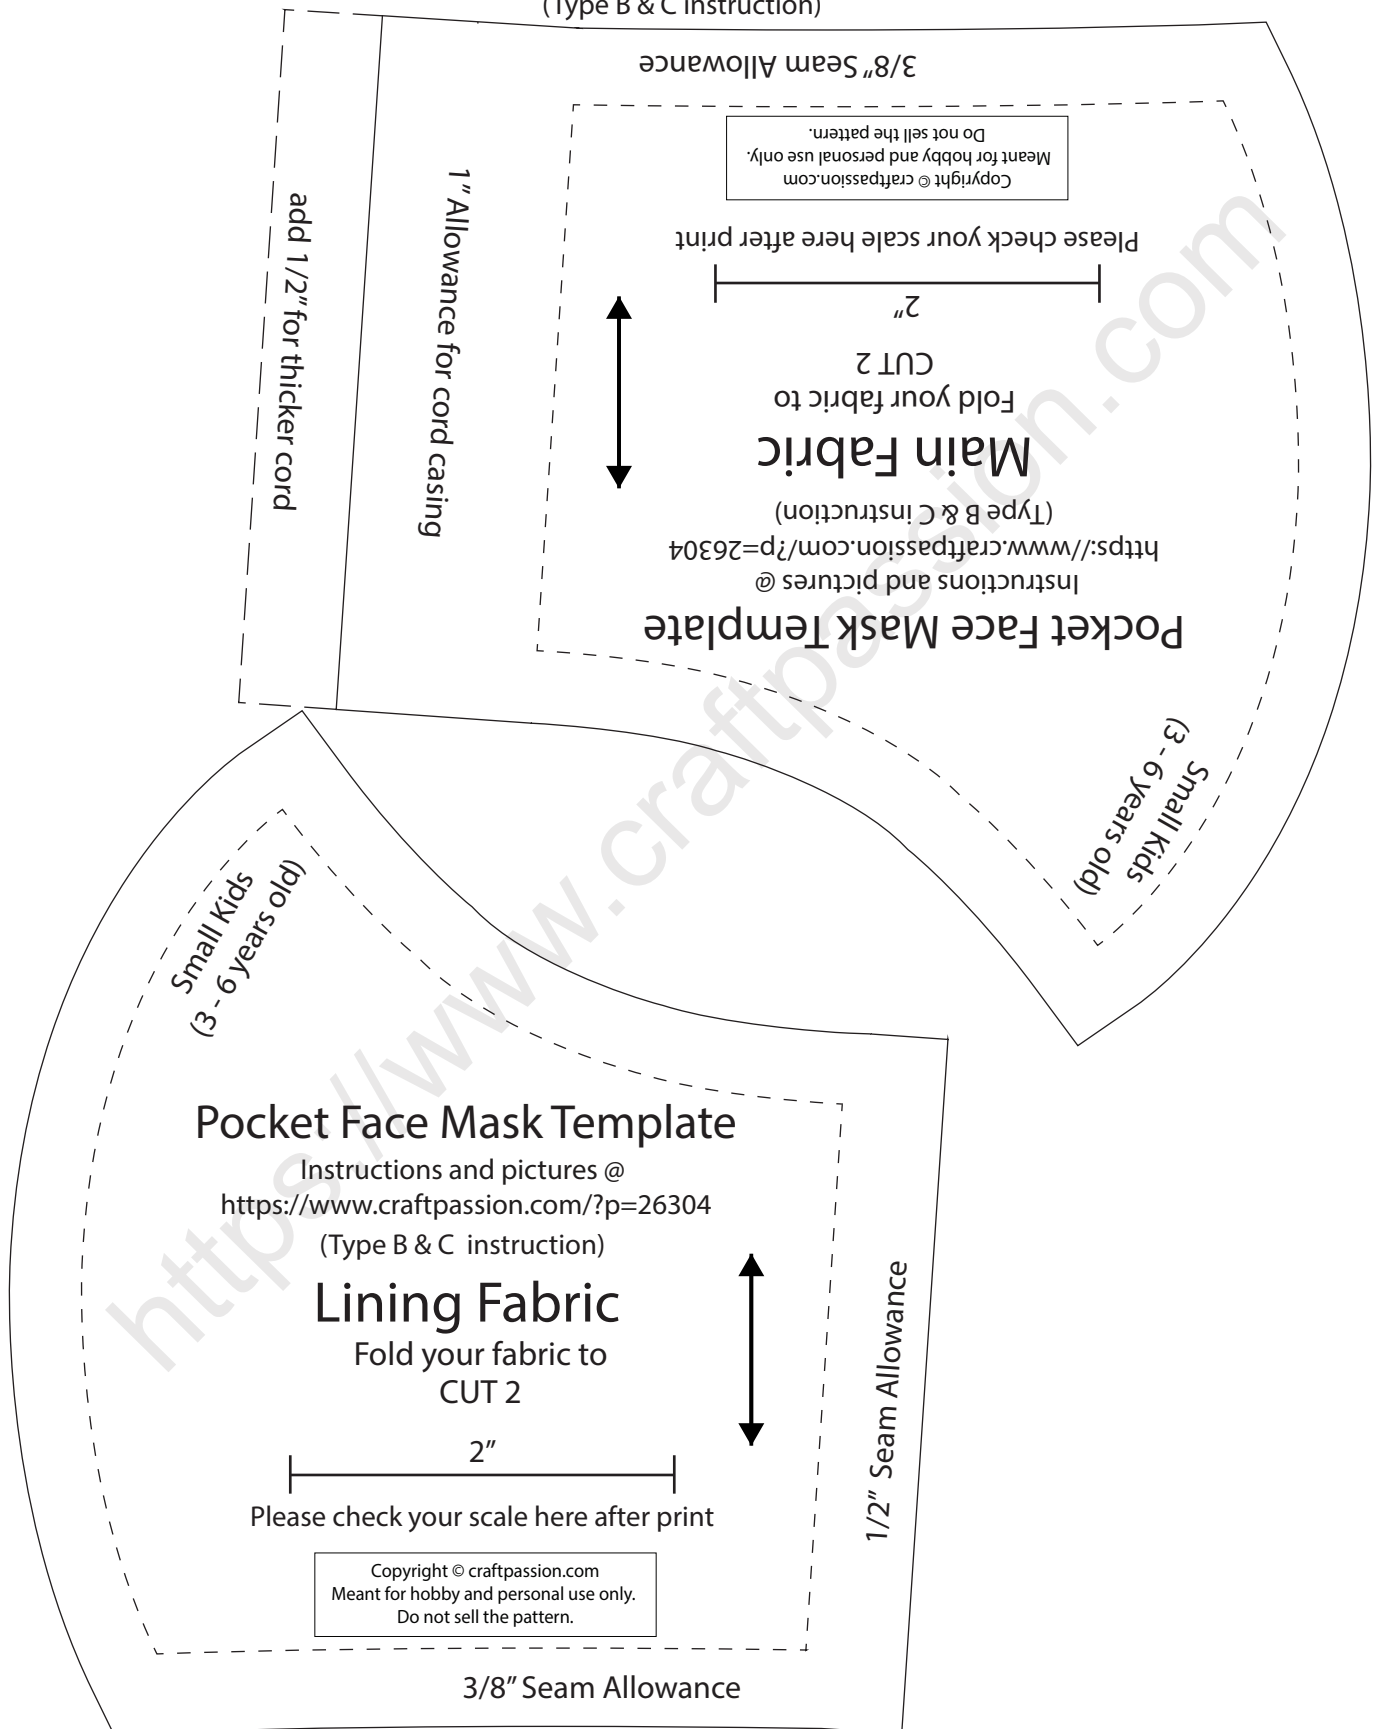 (Type B & C instruction)
3/8" Seam Allowance
add 1/2" for thicker cord
1" Allowance for cord casing
Pocket Face Mask Template
Instructions and pictures @
https://www.craftpassion.com/?p=26304
(Type B & C instruction)
Main Fabric
Fold your fabric to
CUT 2
2"
Please check your scale here after print
Copyright © craftpassion.com
Meant for hobby and personal use only.
Do not sell the pattern.
Small Kids
(3 - 6 years old)
https://www.craftpassion.com
Small Kids
(3 - 6 years old)
Pocket Face Mask Template
Instructions and pictures @
https://www.craftpassion.com/?p=26304
(Type B & C instruction)
Lining Fabric
Fold your fabric to
CUT 2
2"
Please check your scale here after print
Copyright © craftpassion.com
Meant for hobby and personal use only.
Do not sell the pattern.
1/2" Seam Allowance
3/8" Seam Allowance